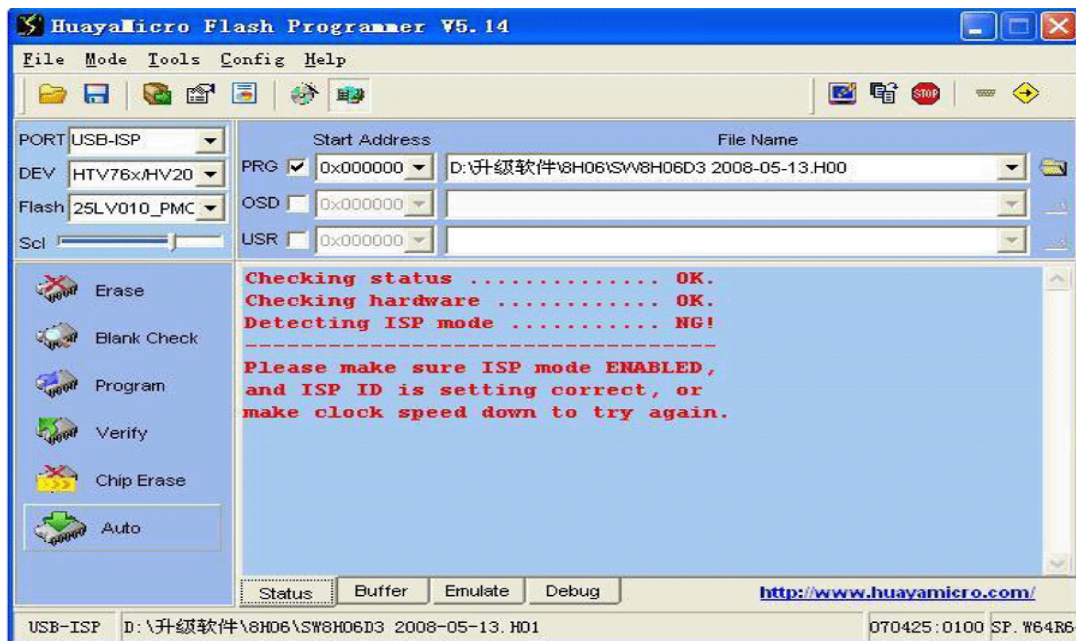 HuayaMicro Flash Programmer V5.14
File Mode Tools Config Help
STOP
PORT USB-ISP
DEV HTV76x/HV20
Flash 25LV010_PMC
Scl
Start Address File Name
PRG 0x000000 D:\升级软件\8H06\SW8H06D3 2008-05-13.H00
OSD 0x000000
USR 0x000000
Erase
Blank Check
Program
Verify
Chip Erase
Auto
Checking status .............. OK.
Checking hardware ............ OK.
Detecting ISP mode ........... NG!
----------------------------------------
Please make sure ISP mode ENABLED,
and ISP ID is setting correct, or
make clock speed down to try again.
Status Buffer Emulate Debug http://www.huayamicro.com/
USB-ISP D:\升级软件\8H06\SW8H06D3 2008-05-13.H01 070425:0100 SP.W64R6